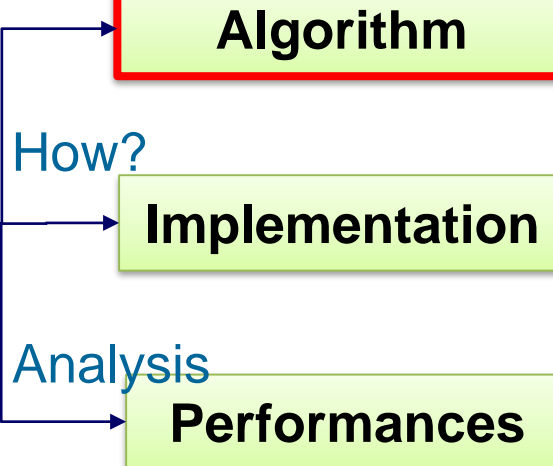 Algorithm
How?
Implementation
Analysis
Performances